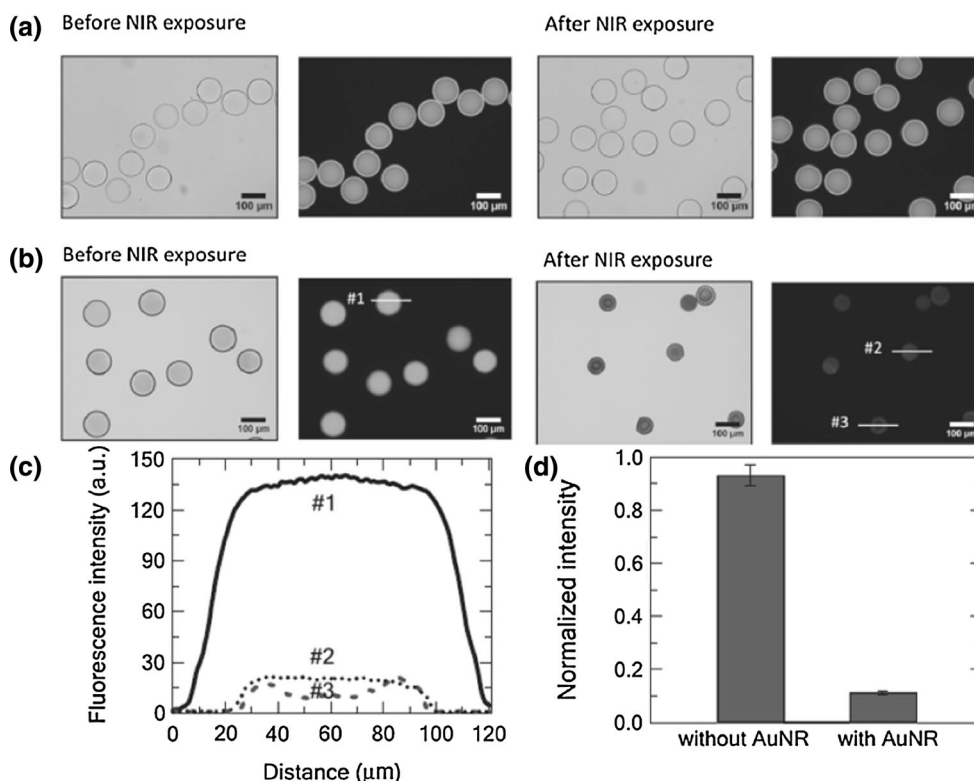 (a) Before NIR exposure After NIR exposure
100 µm 100 µm 100 µm 100 µm
(b) Before NIR exposure After NIR exposure
#1
#2
#3
100 µm 100 µm 100 µm 100 µm
(c)
Fluorescence intensity (a.u.)
150
120
90
60
30
0
#1
#2
#3
0 20 40 60 80 100 120
Distance (µm)
(d)
Normalized intensity
1.0
0.8
0.6
0.4
0.2
0.0
without AuNR with AuNR